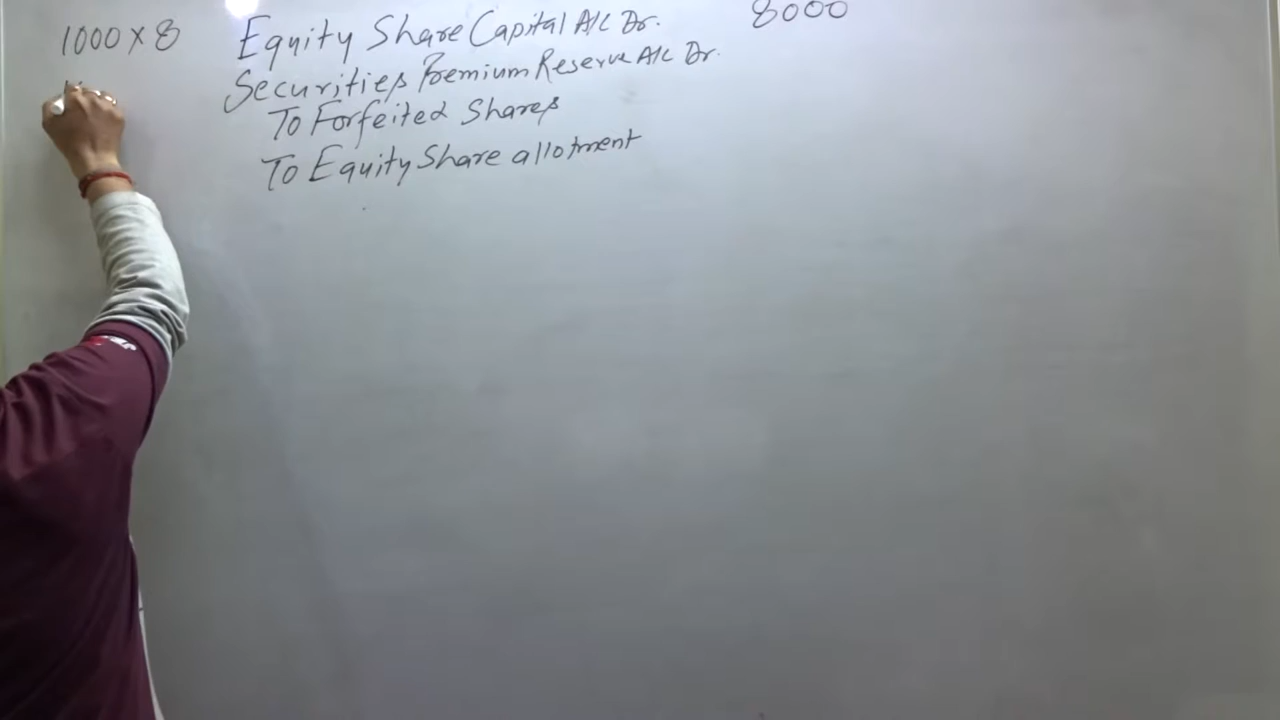 1000 × 8 Equity Share Capital A/c Dr. 8000
Securities Premium Reserve A/c Dr.
To Forfeited Shares
To Equity Share allotment